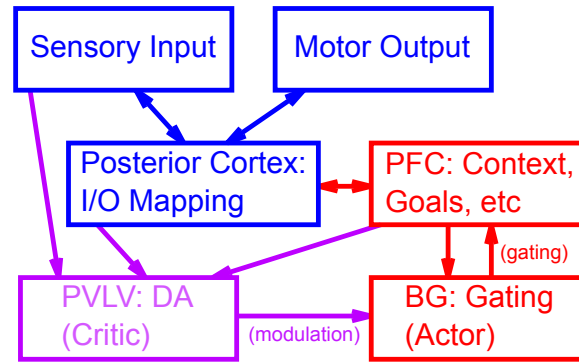 Sensory Input
Motor Output
Posterior Cortex:
I/O Mapping
PFC: Context,
Goals, etc
(gating)
PVLV: DA
(Critic)
(modulation)
BG: Gating
(Actor)